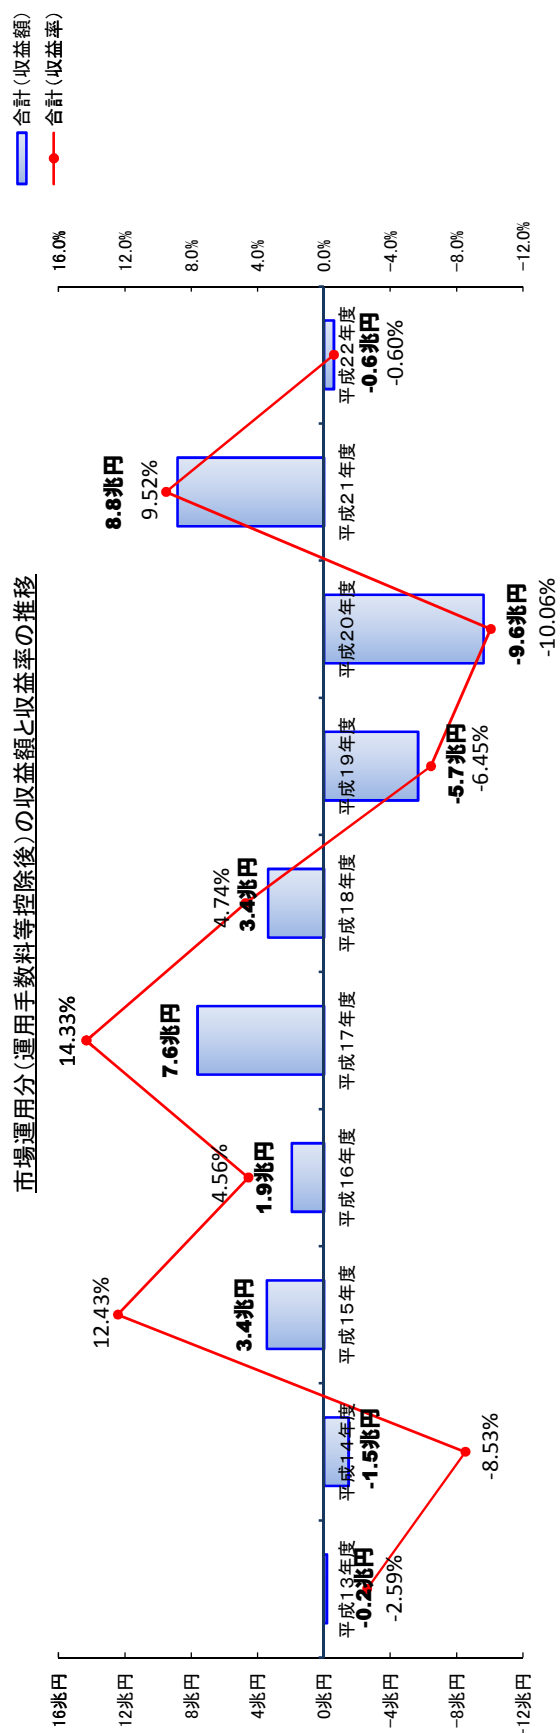 市場運用分（運用手数料等控除後）の収益額と収益率の推移
合計（収益額）
合計（収益率）
16兆円
12兆円
8兆円
4兆円
0兆円
-4兆円
-8兆円
-12兆円
16.0%
12.0%
8.0%
4.0%
0.0%
-4.0%
-8.0%
-12.0%
平成13年度
-0.2兆円
-2.59%
平成14年度
-1.5兆円
-8.53%
12.43%
3.4兆円
平成15年度
4.56%
1.9兆円
平成16年度
14.33%
7.6兆円
平成17年度
4.74%
3.4兆円
平成18年度
平成19年度
-5.7兆円
-6.45%
平成20年度
-9.6兆円
-10.06%
8.8兆円
9.52%
平成21年度
平成22年度
-0.6兆円
-0.60%